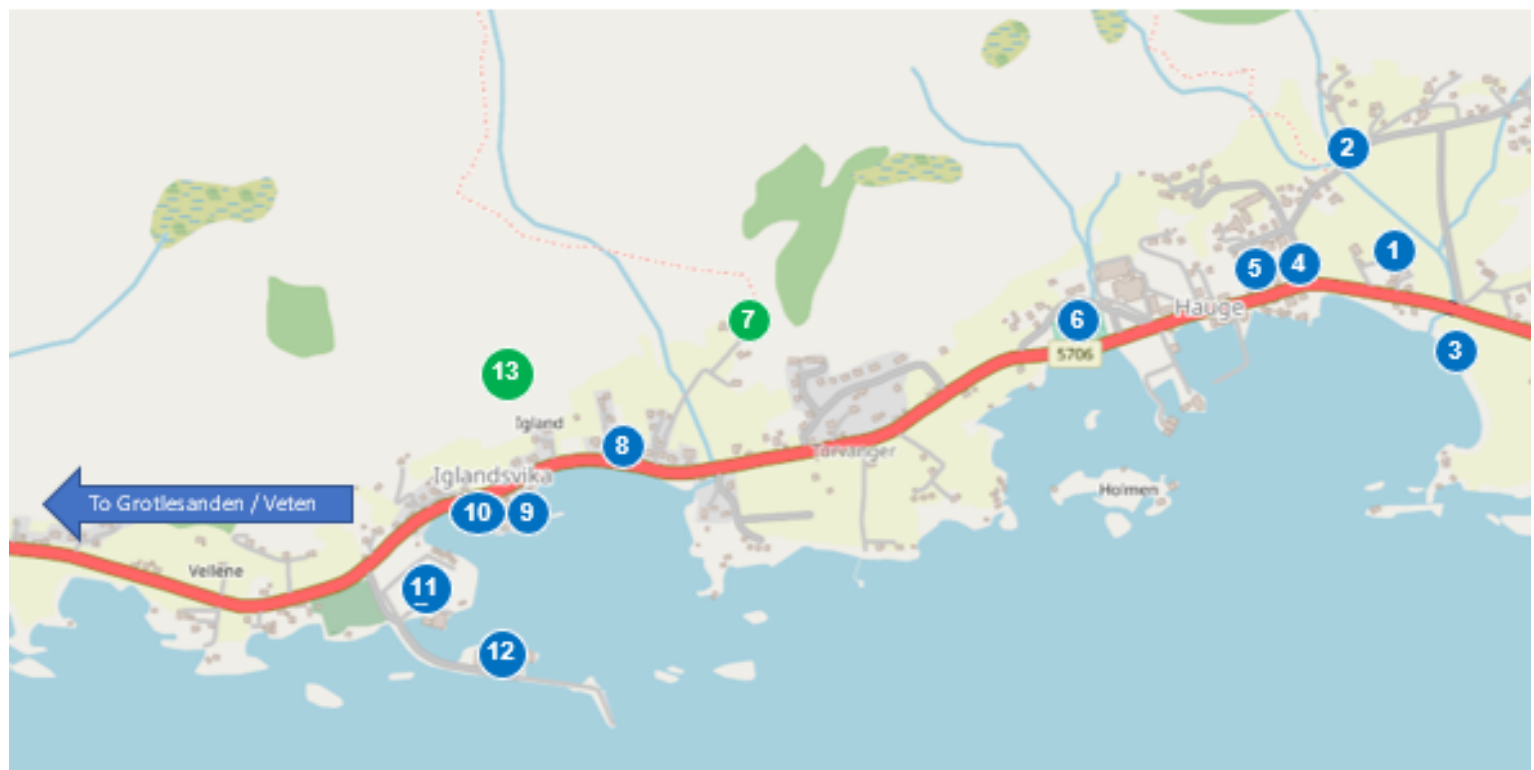 2
1
5
4
Hauge
6
5706
3
7
13
Igland
8
Torvanger
Iglandsvika
10
9
Holmen
To Grotlesanden / Veten
Vellene
11
12